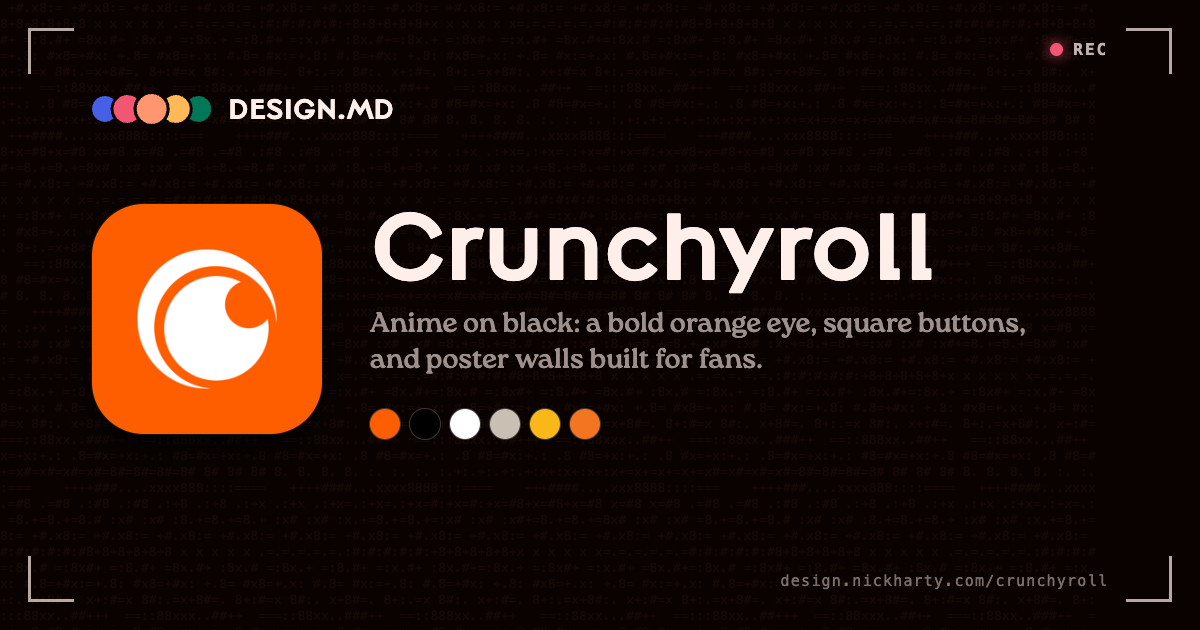 REC
DESIGN.MD
Crunchyroll
Anime on black: a bold orange eye, square buttons,
and poster walls built for fans.
design.nickharty.com/crunchyroll